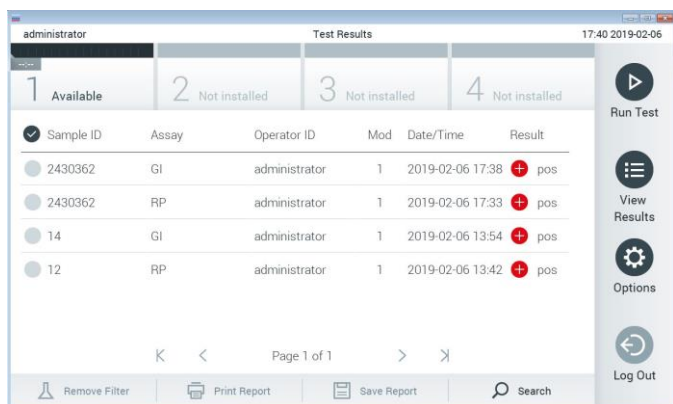 administrator Test Results 17:40 2019-02-06
--:--
1 Available 2 Not installed 3 Not installed 4 Not installed
Run Test
Sample ID Assay Operator ID Mod Date/Time Result
2430362 GI administrator 1 2019-02-06 17:38 pos
2430362 RP administrator 1 2019-02-06 17:33 pos
14 GI administrator 1 2019-02-06 13:54 pos
12 RP administrator 1 2019-02-06 13:42 pos
View
Results
Options
Page 1 of 1
Log Out
Remove Filter Print Report Save Report Search